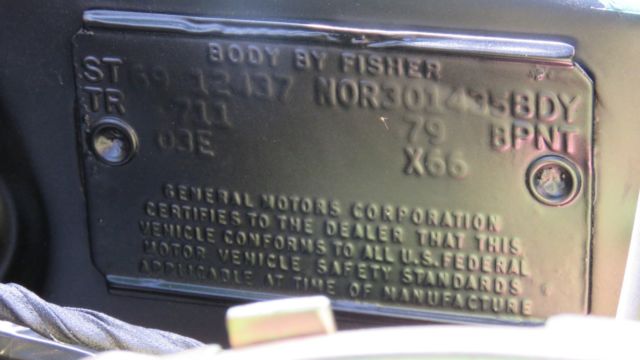 BODY BY FISHER
ST 69 12437 NOR301435BDY
TR 711 79 BPNT
03E X66
GENERAL MOTORS CORPORATION
CERTIFIES TO THE DEALER THAT THIS
VEHICLE CONFORMS TO ALL U.S. FEDERAL
MOTOR VEHICLE SAFETY STANDARDS
APPLICABLE AT TIME OF MANUFACTURE